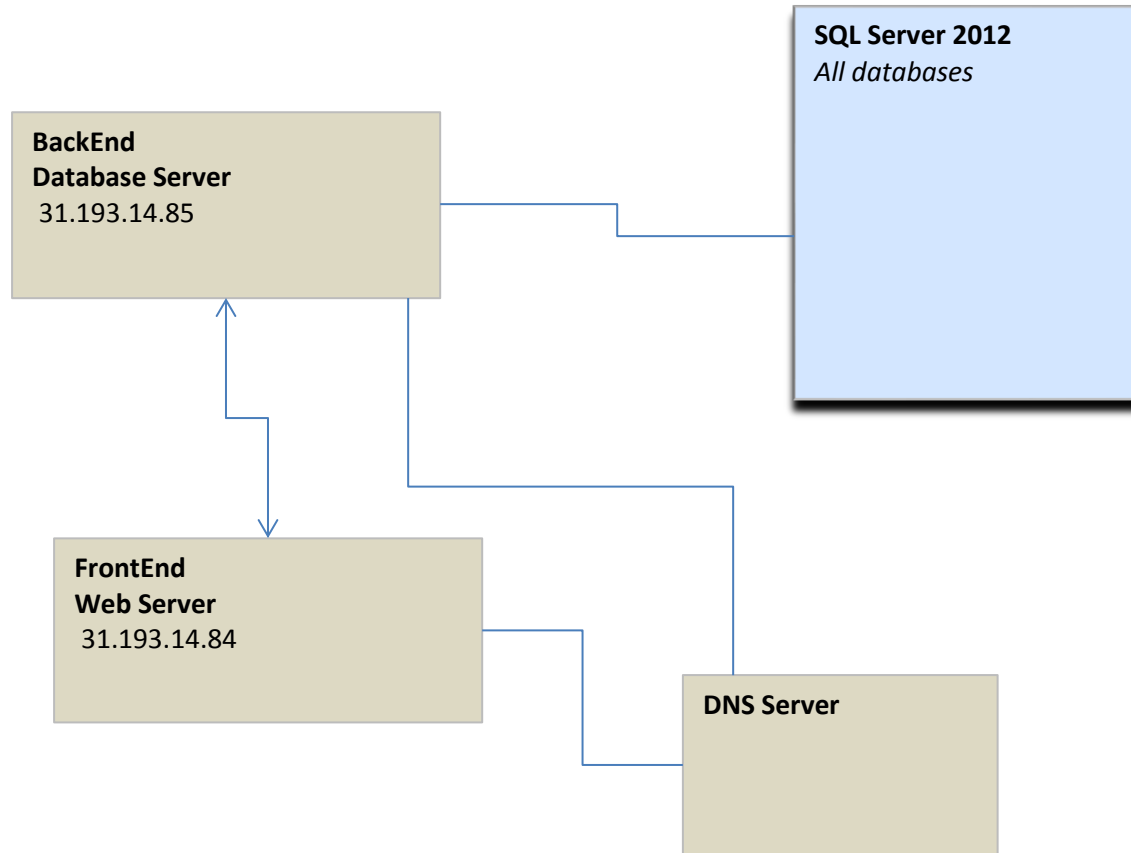 SQL Server 2012
All databases
BackEnd
Database Server
31.193.14.85
FrontEnd
Web Server
31.193.14.84
DNS Server